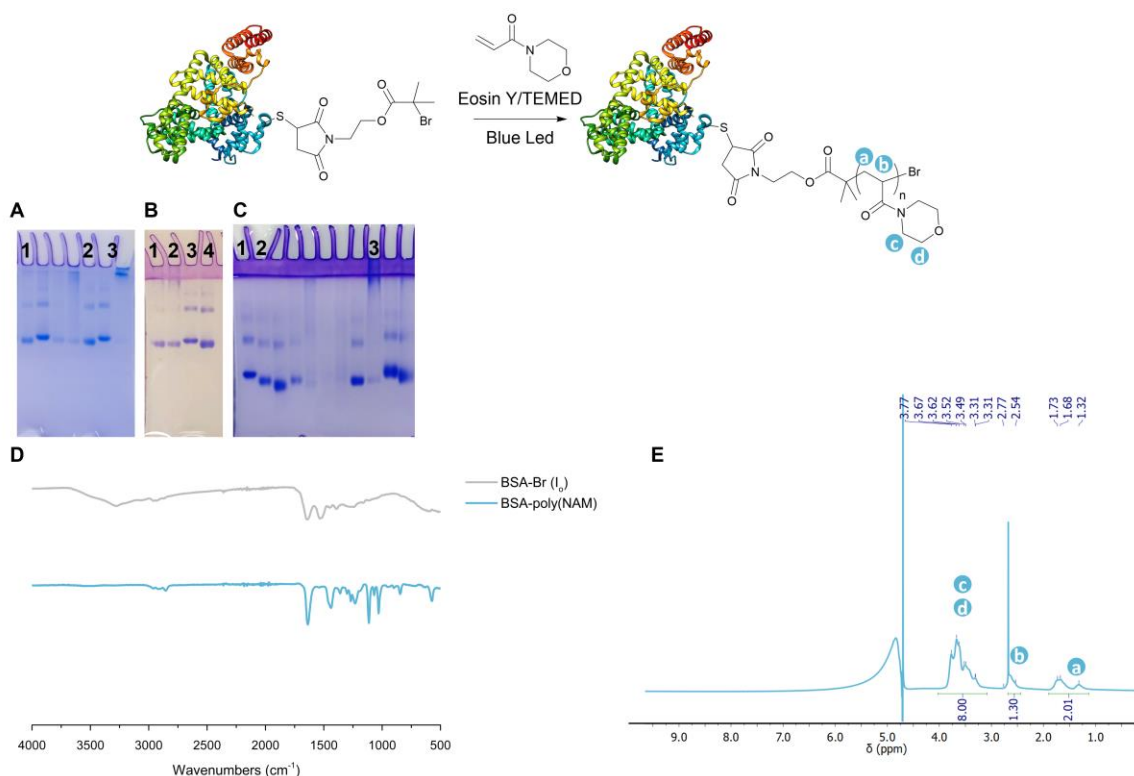 O
N
O
Eosin Y/TEMED
Blue Led
S
O
N
O
O
O
Br
S
O
N
O
O
O
a
b
Br
n
O
N
O
c
d
A
1
2
3
B
1
2
3
4
C
1
2
3
D
BSA-Br (Io)
BSA-poly(NAM)
4000 3500 3000 2500 2000 1500 1000 500
Wavenumbers (cm-1)
E
3.77
3.67
3.62
3.52
3.49
3.31
3.31
2.77
2.54
1.73
1.68
1.32
c
d
b
a
8.00
1.30
2.01
9.0 8.0 7.0 6.0 5.0 4.0 3.0 2.0 1.0
δ (ppm)